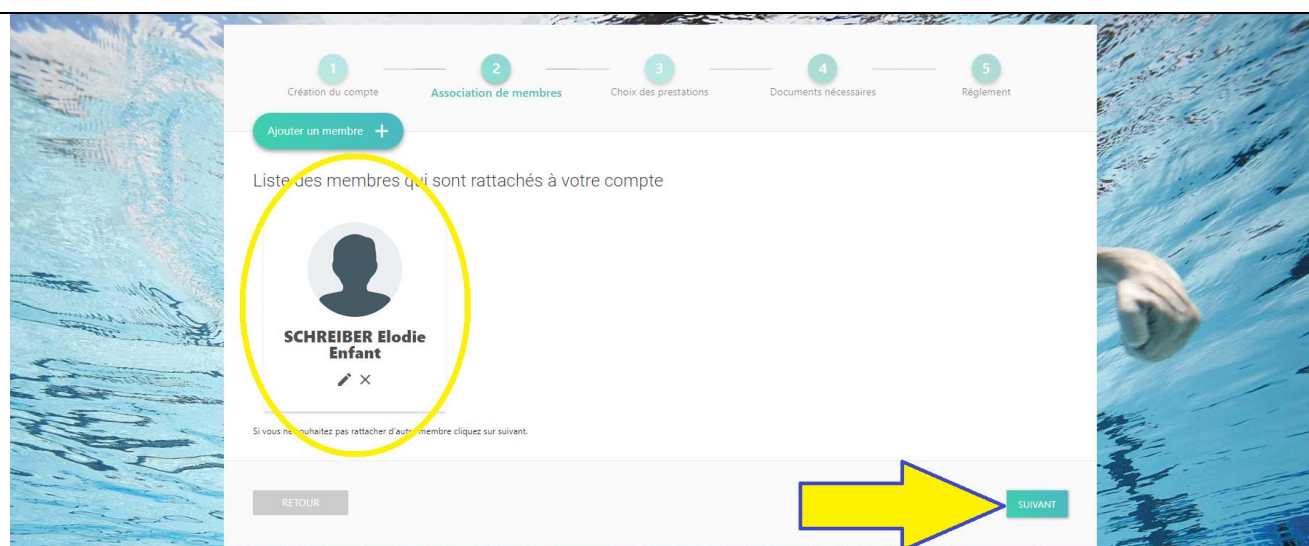 1 2 3 4 5
Création du compte Association de membres Choix des prestations Documents nécessaires Règlement
Ajouter un membre +
Liste des membres qui sont rattachés à votre compte
SCHREIBER Elodie
Enfant
Si vous ne souhaitez pas rattacher d'autre membre cliquez sur suivant.
RETOUR SUIVANT